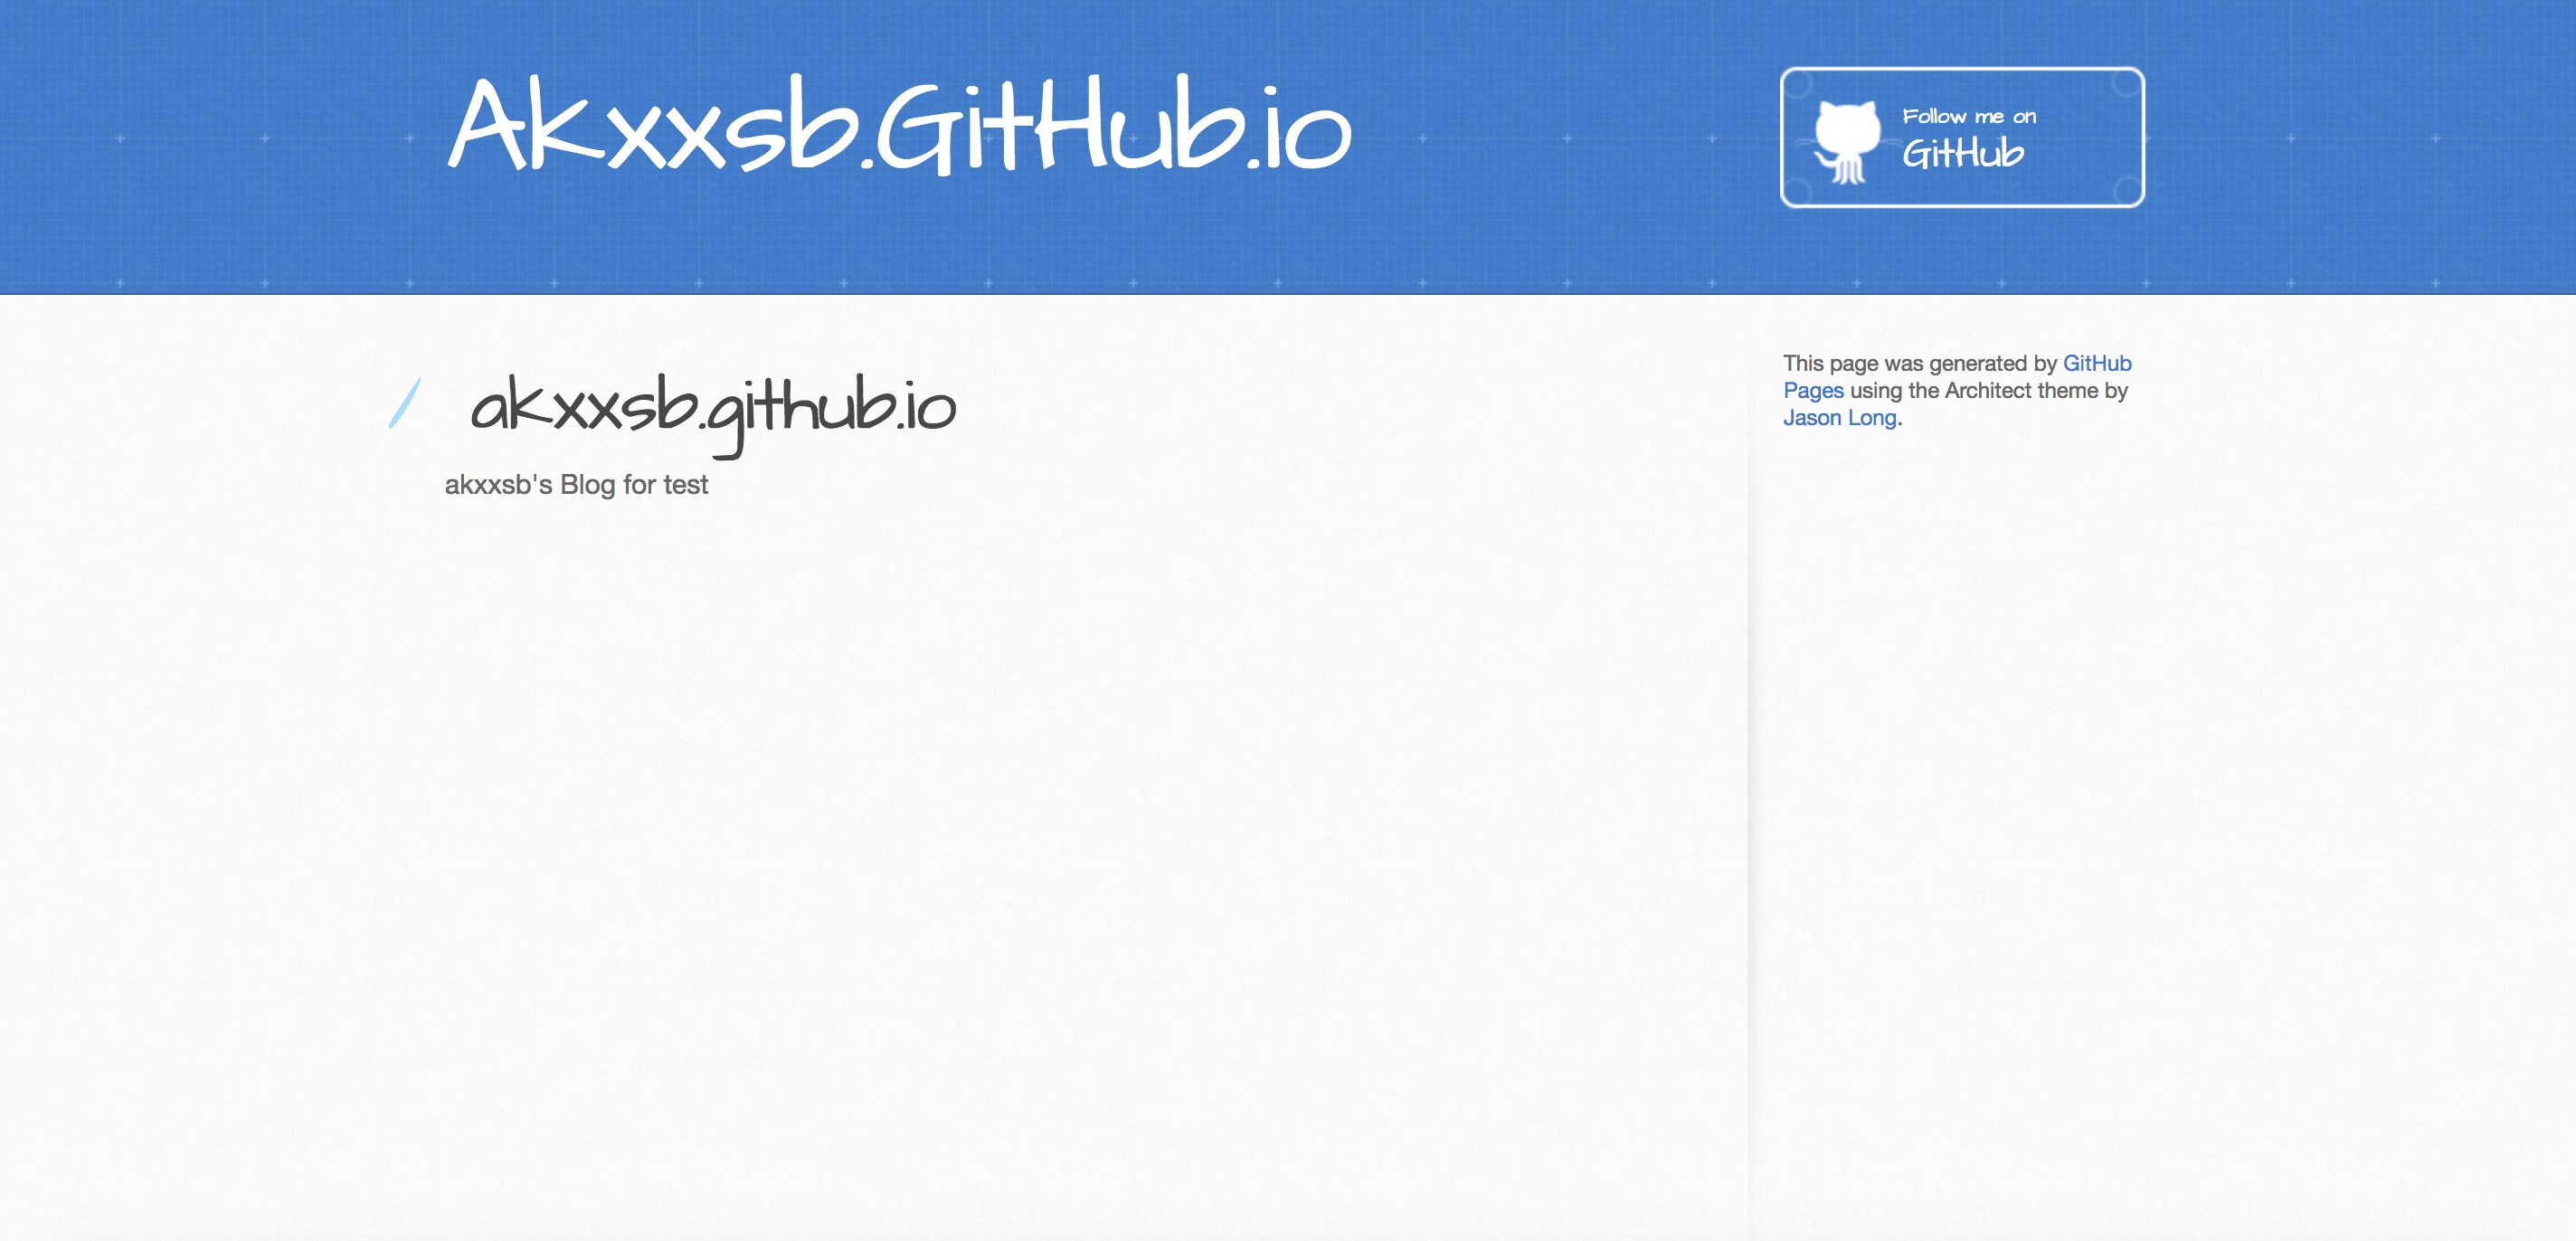 Akxxsb.GitHub.io
Follow me on
GitHub
akxxsb.github.io
akxxsb's Blog for test
This page was generated by GitHub
Pages using the Architect theme by
Jason Long.